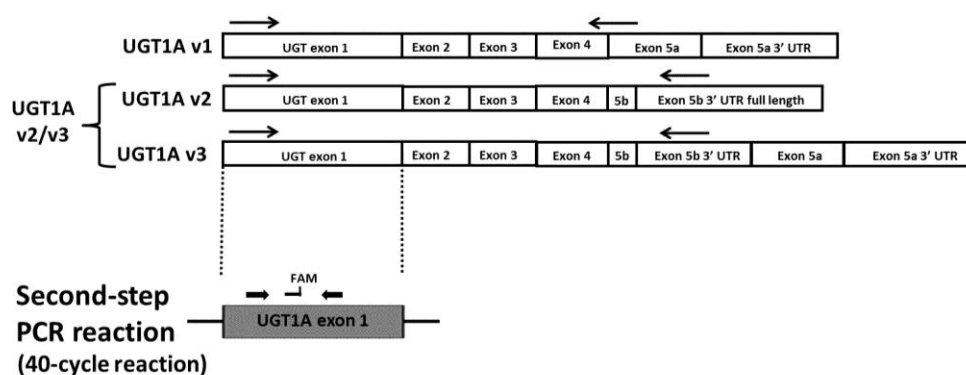 UGT1A v1 UGT exon 1 Exon 2 Exon 3 Exon 4 Exon 5a Exon 5a 3’ UTR
UGT1A
v2/v3
UGT1A v2 UGT exon 1 Exon 2 Exon 3 Exon 4 5b Exon 5b 3’ UTR full length
UGT1A v3 UGT exon 1 Exon 2 Exon 3 Exon 4 5b Exon 5b 3’ UTR Exon 5a Exon 5a 3’ UTR
Second-step
PCR reaction
(40-cycle reaction)
FAM
UGT1A exon 1